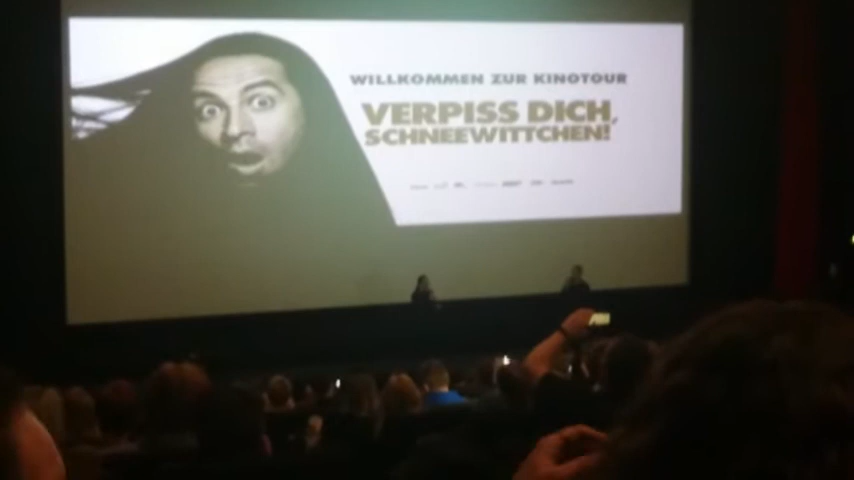 WILLKOMMEN ZUR KINOTOUR
VERPISS DICH,
SCHNEEWITTCHEN!